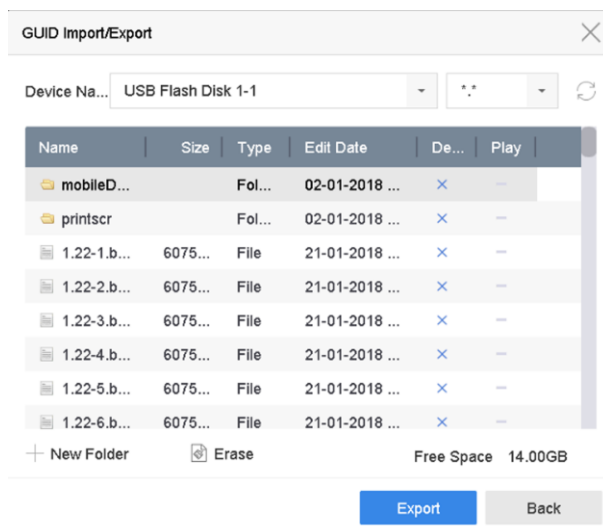 GUID Import/Export
Device Na... USB Flash Disk 1-1 *.*
Name Size Type Edit Date De... Play
mobileD... Fol... 02-01-2018 ...
printscr Fol... 02-01-2018 ...
1.22-1.b... 6075... File 21-01-2018 ...
1.22-2.b... 6075... File 21-01-2018 ...
1.22-3.b... 6075... File 21-01-2018 ...
1.22-4.b... 6075... File 21-01-2018 ...
1.22-5.b... 6075... File 21-01-2018 ...
1.22-6.b... 6075... File 21-01-2018 ...
New Folder Erase Free Space 14.00GB
Export Back